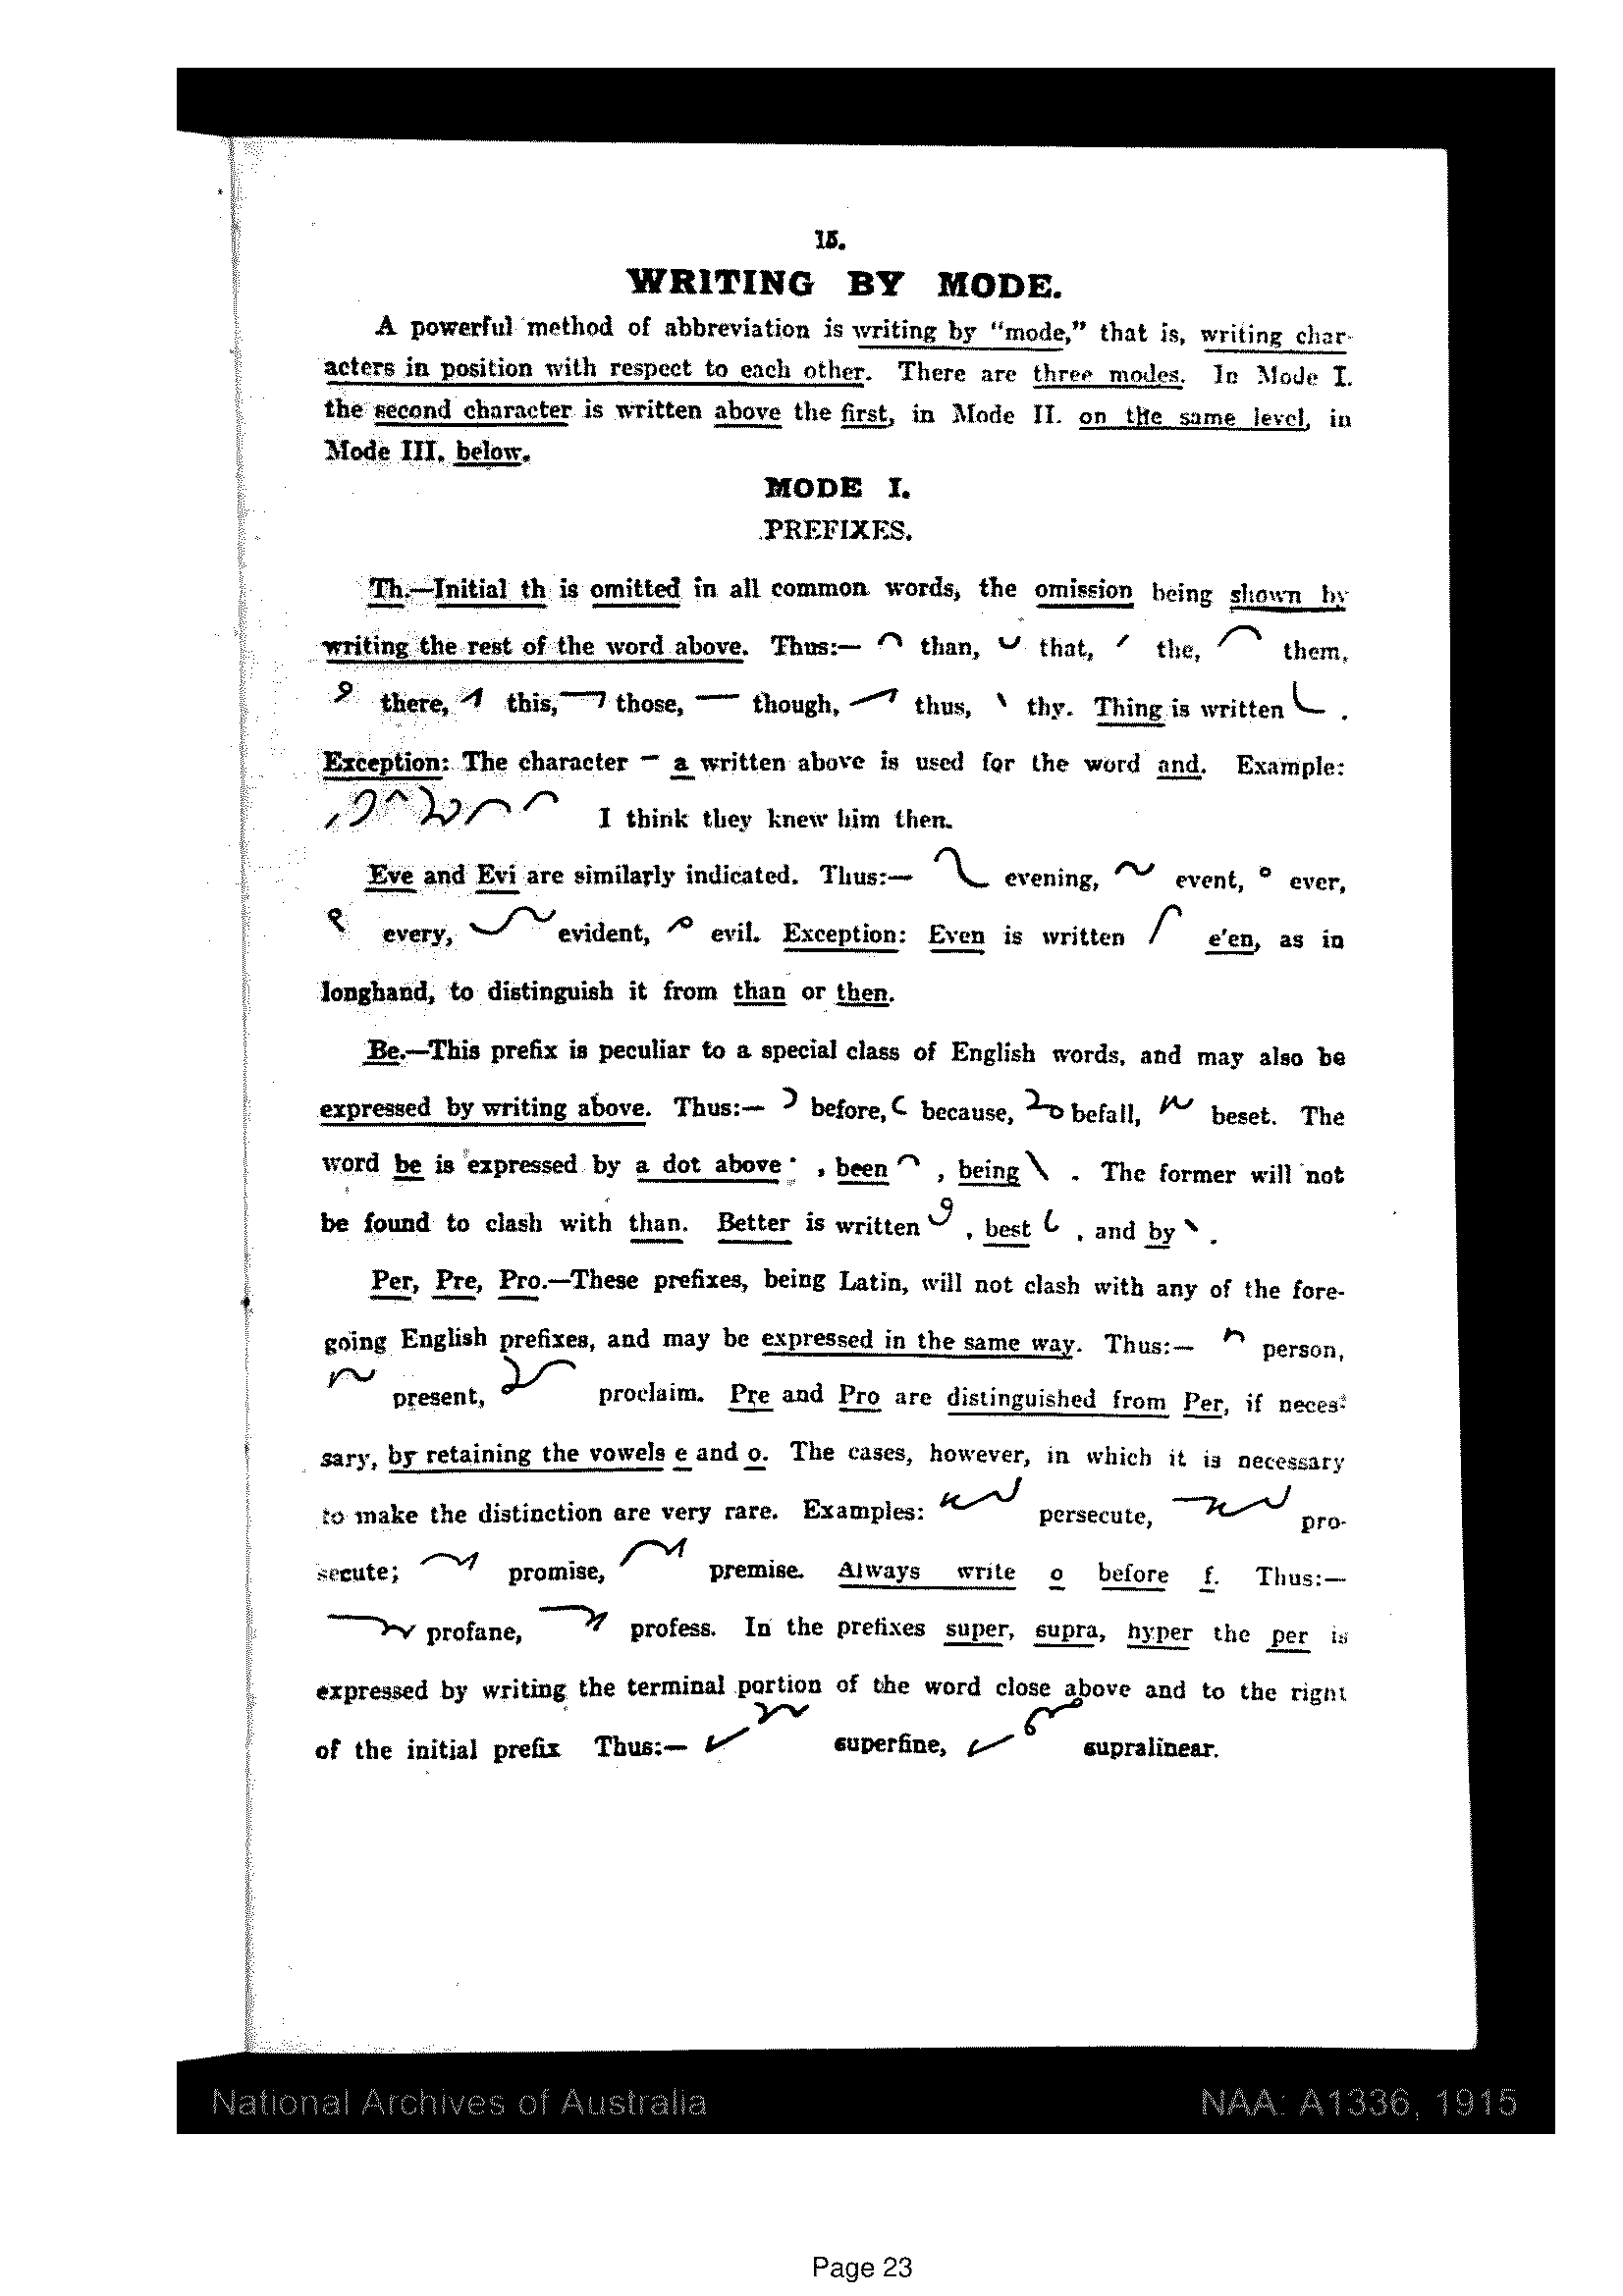 15.
WRITING BY MODE.
A powerful method of abbreviation is writing by "mode," that is, writing char-
acters in position with respect to each other. There are three modes. In Mode I.
the second character is written above the first, in Mode II. on the same level, in
Mode III. below.
MODE I.
PREFIXES.
Th.—Initial th is omitted in all common words, the omission being shown by
writing the rest of the word above. Thus:— than, that, the, them,
there, this, those, though, thus, thy. Thing is written .
Exception: The character a written above is used for the word and. Example:
I think they knew him then.
Eve and Evi are similarly indicated. Thus:— evening, event, ever,
every, evident, evil. Exception: Even is written e'en, as in
longhand, to distinguish it from than or then.
Be.—This prefix is peculiar to a special class of English words, and may also be
expressed by writing above. Thus:— before, because, befall, beset. The
word be is expressed by a dot above , been , being . The former will not
be found to clash with than. Better is written , best , and by .
Per, Pre, Pro.—These prefixes, being Latin, will not clash with any of the fore-
going English prefixes, and may be expressed in the same way. Thus:— person,
present, proclaim. Pre and Pro are distinguished from Per, if neces-
sary, by retaining the vowels e and o. The cases, however, in which it is necessary
to make the distinction are very rare. Examples: persecute, pro-
secute; promise, premise. Always write o before f. Thus:—
profane, profess. In the prefixes super, supra, hyper the per is
expressed by writing the terminal portion of the word close above and to the right
of the initial prefix Thus:— superfine, supralinear.
National Archives of Australia
NAA: A1336, 1915
Page 23